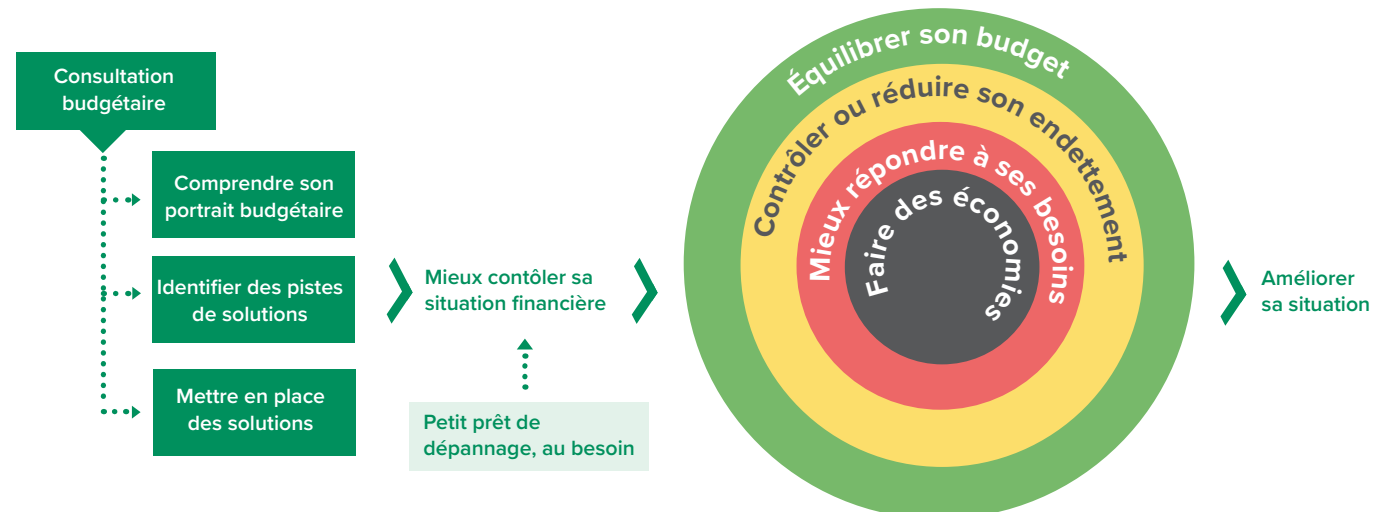 Consultation
budgétaire
Comprendre son
portrait budgétaire
Identifier des pistes
de solutions
Mettre en place
des solutions
Mieux contôler sa
situation financière
Petit prêt de
dépannage, au besoin
Équilibrer son budget
Contrôler ou réduire son endettement
Mieux répondre à ses besoins
Faire des économies
Améliorer
sa situation